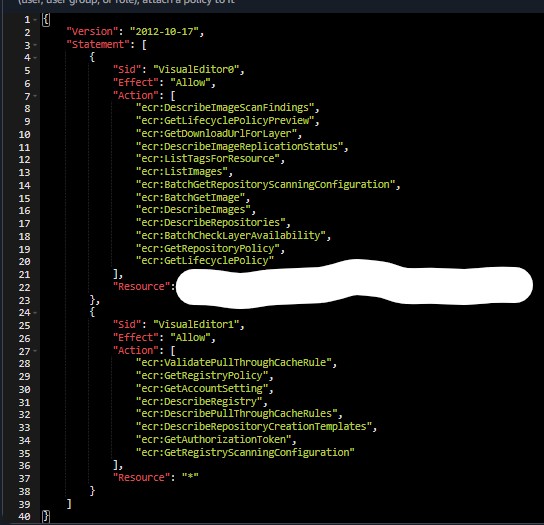 (user, user group, or role), attach a policy to it
1 {
2 "Version": "2012-10-17",
3 "Statement": [
4 {
5 "Sid": "VisualEditor0",
6 "Effect": "Allow",
7 "Action": [
8 "ecr:DescribeImageScanFindings",
9 "ecr:GetLifecyclePolicyPreview",
10 "ecr:GetDownloadUrlForLayer",
11 "ecr:DescribeImageReplicationStatus",
12 "ecr:ListTagsForResource",
13 "ecr:ListImages",
14 "ecr:BatchGetRepositoryScanningConfiguration",
15 "ecr:BatchGetImage",
16 "ecr:DescribeImages",
17 "ecr:DescribeRepositories",
18 "ecr:BatchCheckLayerAvailability",
19 "ecr:GetRepositoryPolicy",
20 "ecr:GetLifecyclePolicy"
21 ],
22 "Resource":
23 },
24 {
25 "Sid": "VisualEditor1",
26 "Effect": "Allow",
27 "Action": [
28 "ecr:ValidatePullThroughCacheRule",
29 "ecr:GetRegistryPolicy",
30 "ecr:GetAccountSetting",
31 "ecr:DescribeRegistry",
32 "ecr:DescribePullThroughCacheRules",
33 "ecr:DescribeRepositoryCreationTemplates",
34 "ecr:GetAuthorizationToken",
35 "ecr:GetRegistryScanningConfiguration"
36 ],
37 "Resource": "*"
38 }
39 ]
40 }